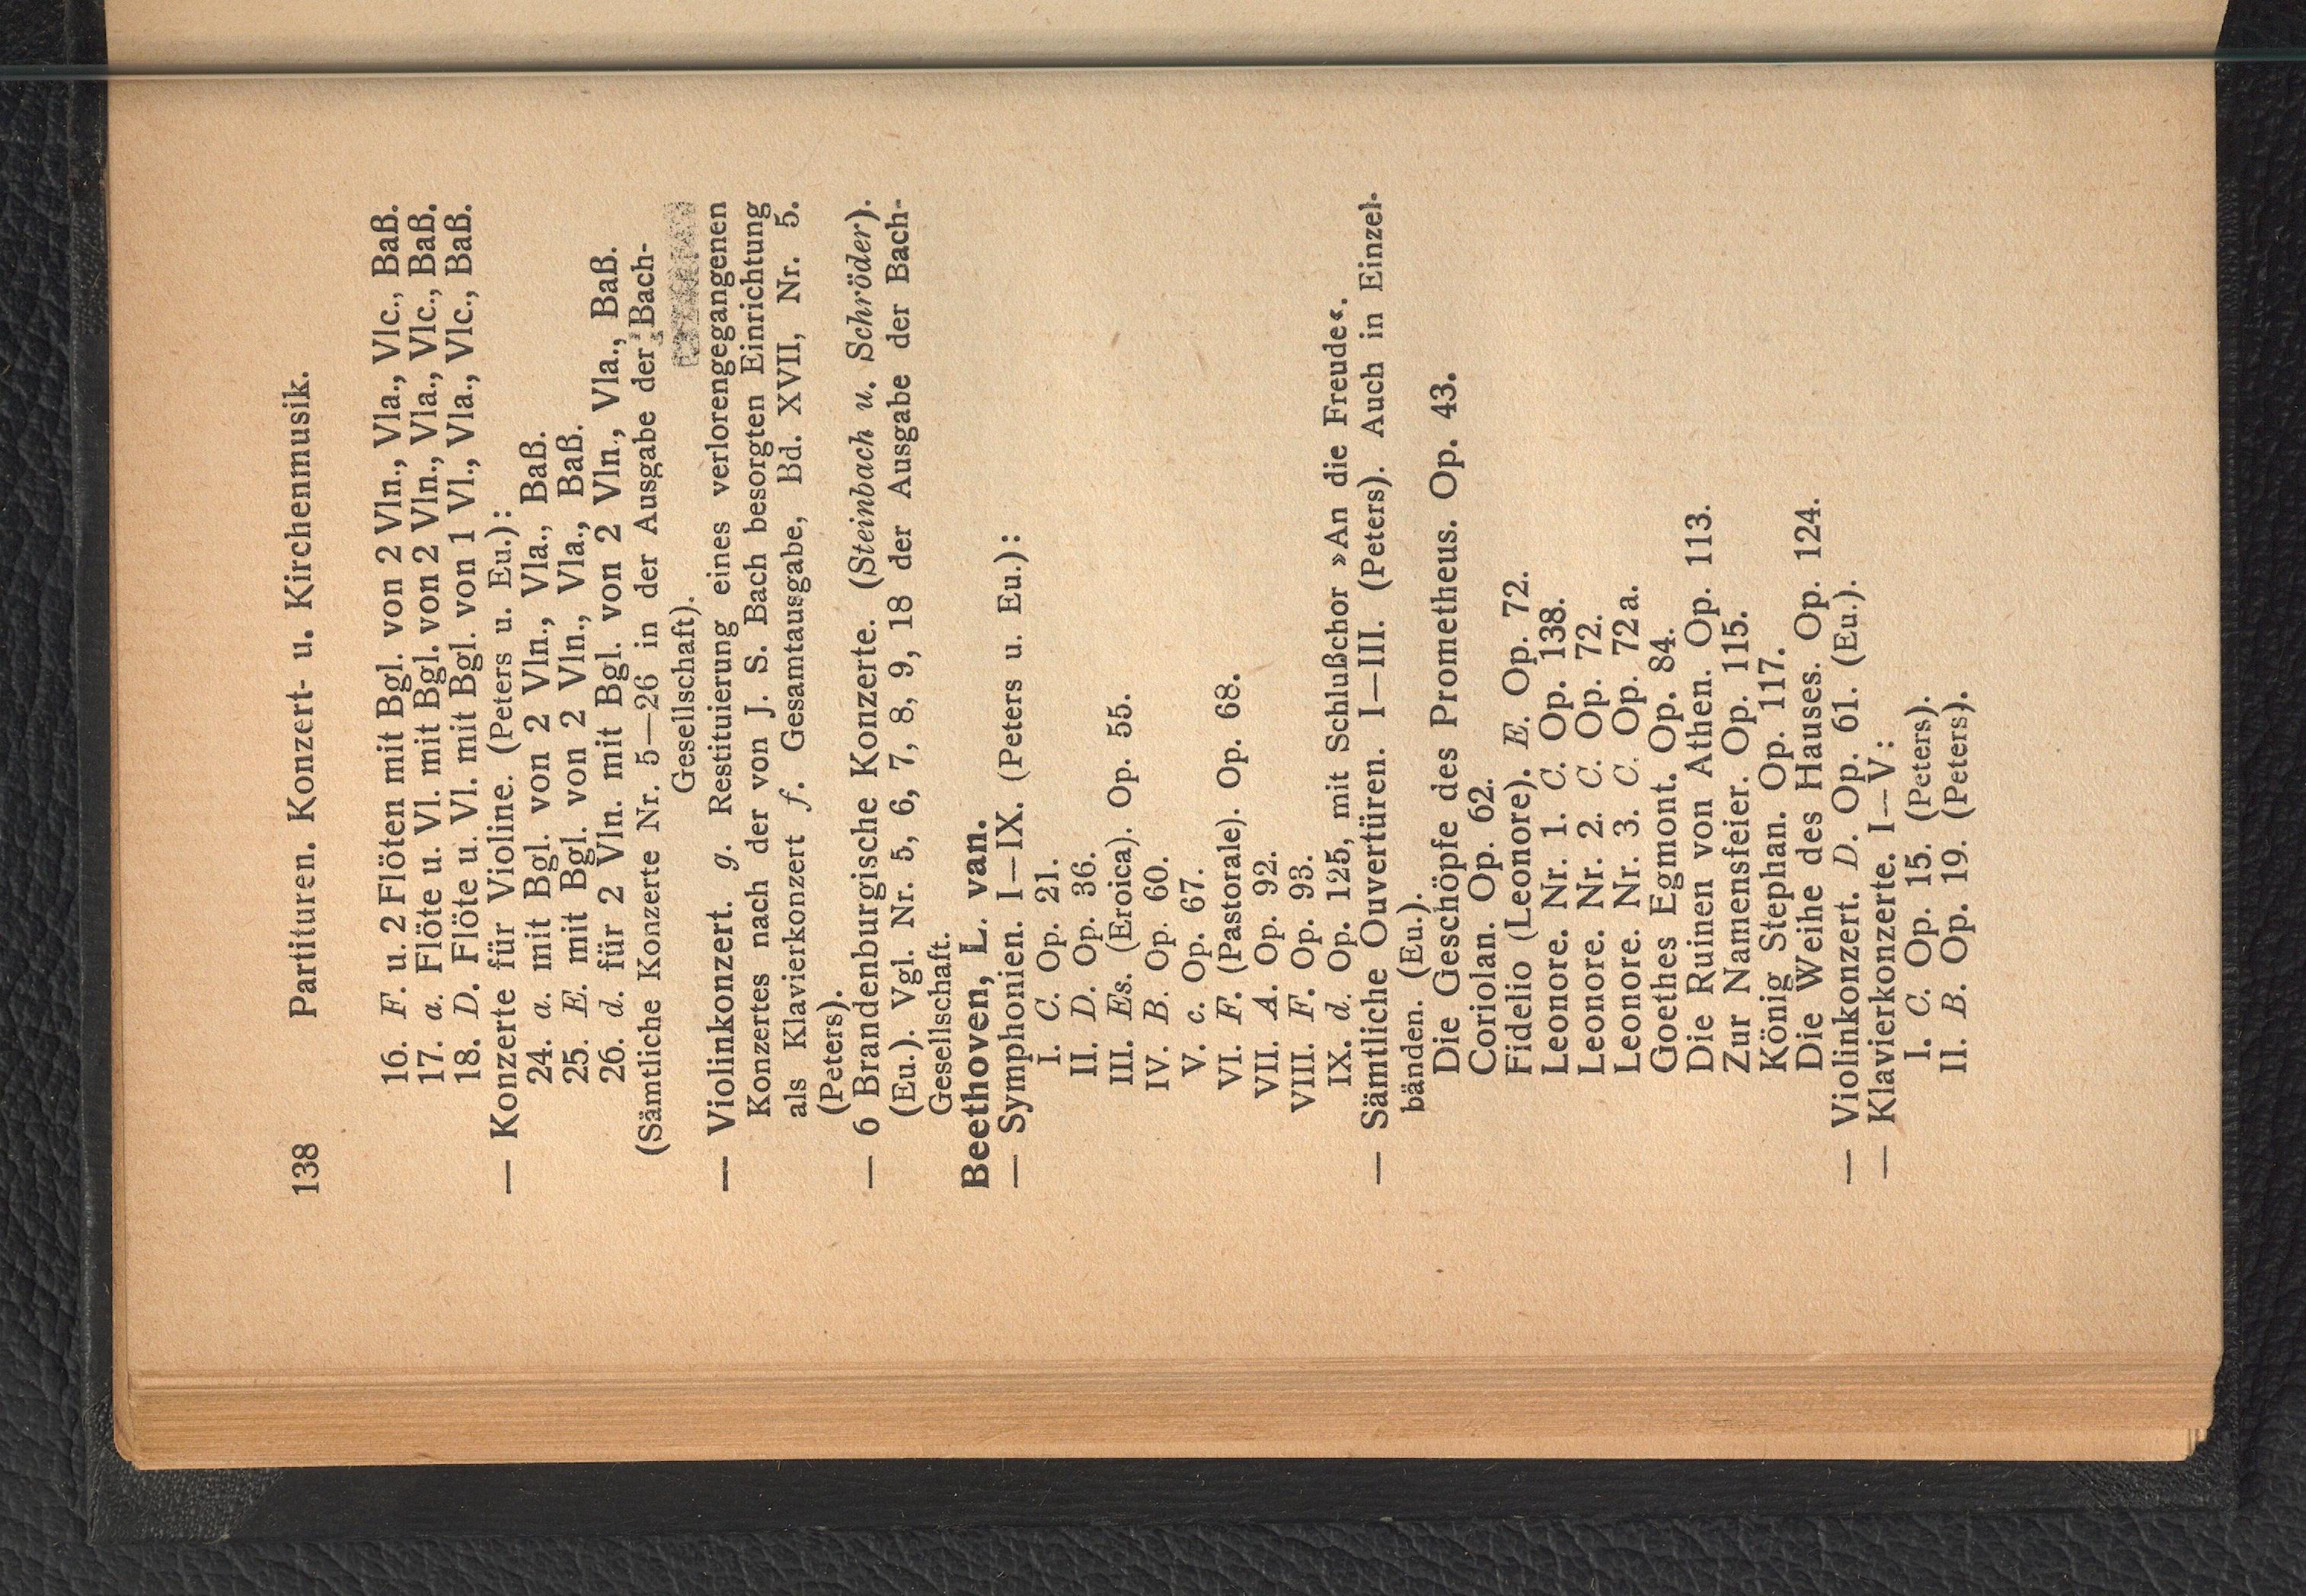 138 Partituren. Konzert- u. Kirchenmusik.
16. F. u. 2 Flöten mit Bgl. von 2 Vln., Vla., Vlc., Baß.
17. a. Flöte u. Vl. mit Bgl. von 2 Vln., Vla., Vlc., Baß.
18. D. Flöte u. Vl. mit Bgl. von 1 Vl., Vla., Vlc., Baß.
— Konzerte für Violine. (Peters u. Eu.):
24. a. mit Bgl. von 2 Vln., Vla., Baß.
25. E. mit Bgl. von 2 Vln., Vla., Baß.
26. d. für 2 Vln. mit Bgl. von 2 Vln., Vla., Baß.
(Sämtliche Konzerte Nr. 5—26 in der Ausgabe der Bach-
Gesellschaft).
— Violinkonzert. g. Restituierung eines verlorengegangenen
Konzertes nach der von J. S. Bach besorgten Einrichtung
als Klavierkonzert f. Gesamtausgabe, Bd. XVII, Nr. 5.
(Peters).
— 6 Brandenburgische Konzerte. (Steinbach u. Schröder).
(Eu.). Vgl. Nr. 5, 6, 7, 8, 9, 18 der Ausgabe der Bach-
Gesellschaft.
Beethoven, L. van.
— Symphonien. I—IX. (Peters u. Eu.):
I. C. Op. 21.
II. D. Op. 36.
III. Es. (Eroica). Op. 55.
IV. B. Op. 60.
V. c. Op. 67.
VI. F. (Pastorale). Op. 68.
VII. A. Op. 92.
VIII. F. Op. 93.
IX. d. Op. 125, mit Schlußchor »An die Freude«.
— Sämtliche Ouvertüren. I—III. (Peters). Auch in Einzel-
bänden. (Eu.).
Die Geschöpfe des Prometheus. Op. 43.
Coriolan. Op. 62.
Fidelio (Leonore). E. Op. 72.
Leonore. Nr. 1. C. Op. 138.
Leonore. Nr. 2. C. Op. 72.
Leonore. Nr. 3. C. Op. 72 a.
Goethes Egmont. Op. 84.
Die Ruinen von Athen. Op. 113.
Zur Namensfeier. Op. 115.
König Stephan. Op. 117.
Die Weihe des Hauses. Op. 124.
— Violinkonzert. D. Op. 61. (Eu.).
— Klavierkonzerte. I—V:
I. C. Op. 15. (Peters).
II. B. Op. 19. (Peters).